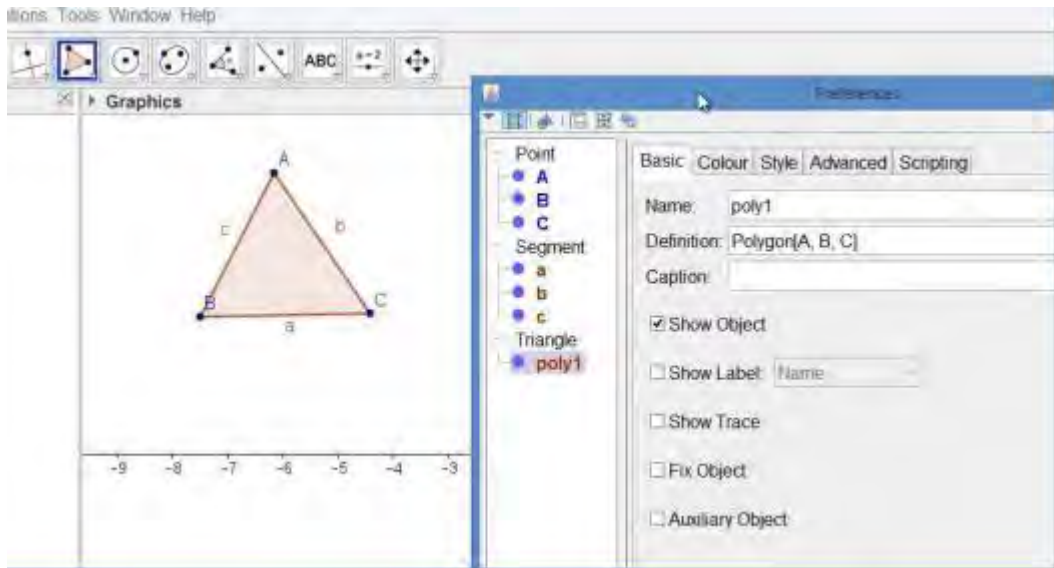 Tools Window Help
ABC a=2
Graphics
Preferences
A
c
b
B
C
a
-9 -8 -7 -6 -5 -4 -3
Point
A
B
C
Segment
a
b
c
Triangle
poly1
Basic Colour Style Advanced Scripting
Name: poly1
Definition: Polygon[A, B, C]
Caption:
Show Object
Show Label: Name
Show Trace
Fix Object
Auxiliary Object